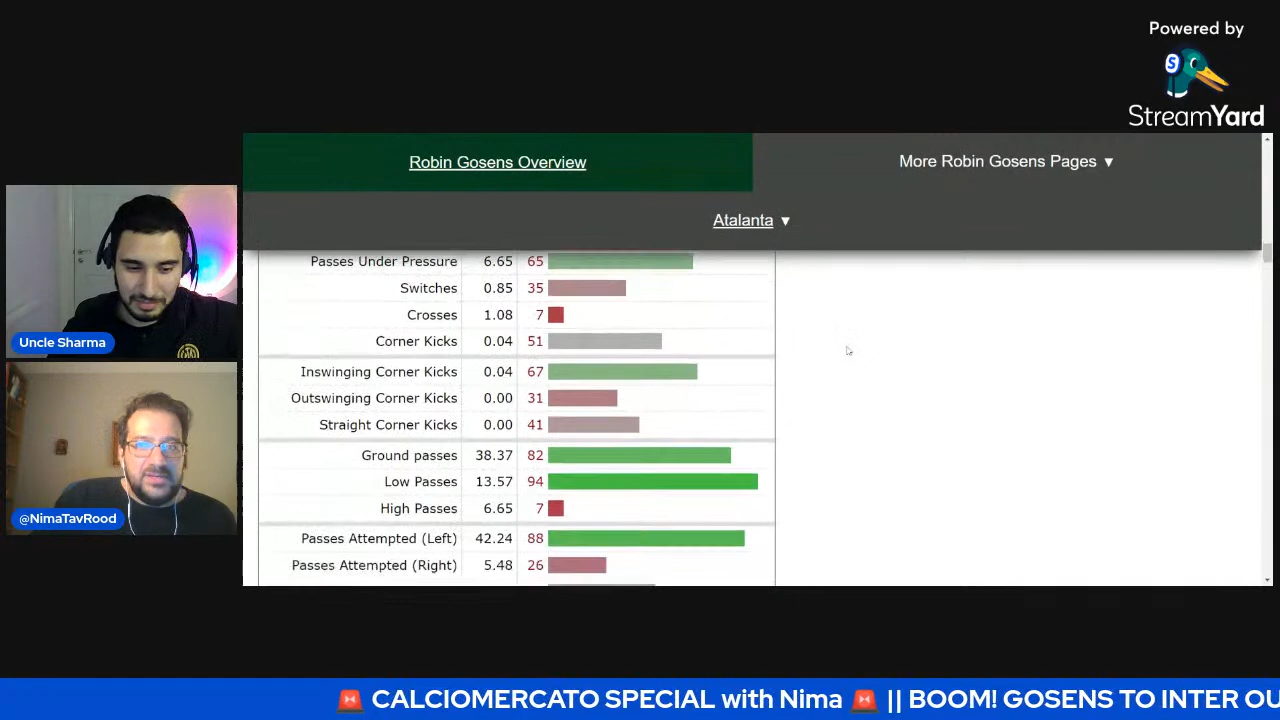 Powered by
S
StreamYard
Robin Gosens Overview
More Robin Gosens Pages ▼
Atalanta ▼
Passes Under Pressure 6.65 65
Switches 0.85 35
Crosses 1.08 7
Corner Kicks 0.04 51
Inswinging Corner Kicks 0.04 67
Outswinging Corner Kicks 0.00 31
Straight Corner Kicks 0.00 41
Ground passes 38.37 82
Low Passes 13.57 94
High Passes 6.65 7
Passes Attempted (Left) 42.24 88
Passes Attempted (Right) 5.48 26
Uncle Sharma
@NimaTavRood
🚨 CALCIOMERCATO SPECIAL with Nima 🚨 || BOOM! GOSENS TO INTER OU